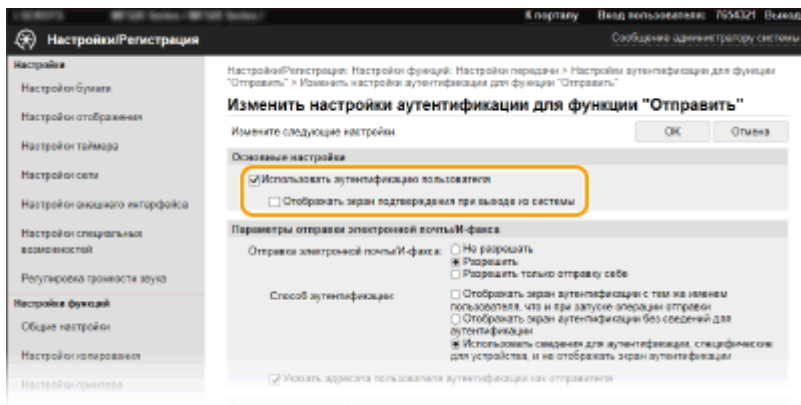 К порталу Вход пользователем: 7654321 Выход
Настройки/Регистрация
Сообщение администратору системы
Настройки
Настройки бумаги
Настройки отображения
Настройки таймера
Настройки сети
Настройки внешнего интерфейса
Настройки специальных
возможностей
Регулировка громкости звука
Настройки функций
Общие настройки
Настройки копирования
Настройки принтера
Настройки/Регистрация: Настройки функций: Настройки передачи > Настройки аутентификации для функции
"Отправить" > Изменить настройки аутентификации для функции "Отправить"
Изменить настройки аутентификации для функции "Отправить"
Измените следующие настройки.
OK Отмена
Основные настройки
Использовать аутентификацию пользователя
Отображать экран подтверждения при выходе из системы
Параметры отправки электронной почты/И-факса
Отправка электронной почты/И-факса:
Не разрешать
Разрешить
Разрешить только отправку себе
Способ аутентификации:
Отображать экран аутентификации с тем же именем
пользователя, что и при запуске операции отправки
Отображать экран аутентификации без сведений для
аутентификации
Использовать сведения для аутентификации, специфические
для устройства, и не отображать экран аутентификации
Указать адресата пользователя аутентификации как отправителя